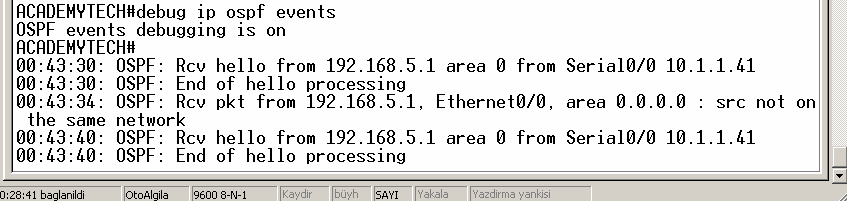 ACADEMYTECH#debug ip ospf events
OSPF events debugging is on
ACADEMYTECH#
00:43:30: OSPF: Rcv hello from 192.168.5.1 area 0 from Serial0/0 10.1.1.41
00:43:30: OSPF: End of hello processing
00:43:34: OSPF: Rcv pkt from 192.168.5.1, Ethernet0/0, area 0.0.0.0 : src not on
the same network
00:43:40: OSPF: Rcv hello from 192.168.5.1 area 0 from Serial0/0 10.1.1.41
00:43:40: OSPF: End of hello processing
0:28:41 baglanildi OtoAlgila 9600 8-N-1 Kaydir büyh SAYI Yakala Yazdirma yankisi